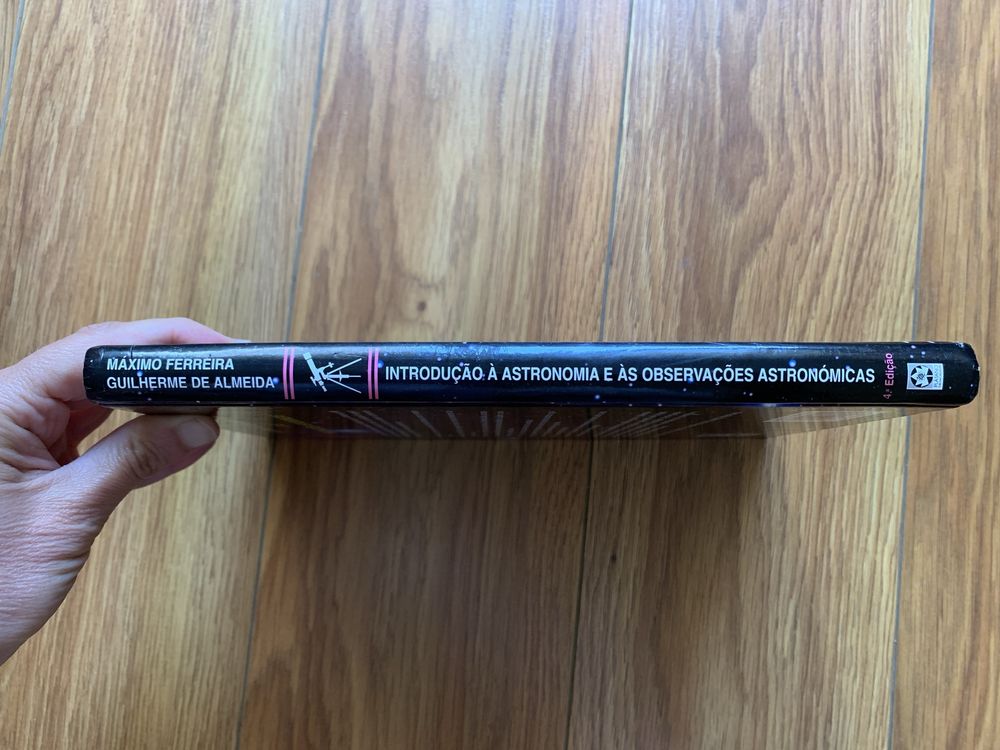 MÁXIMO FERREIRA
GUILHERME DE ALMEIDA
INTRODUÇÃO À ASTRONOMIA E ÀS OBSERVAÇÕES ASTRONÓMICAS
4.ª Edição